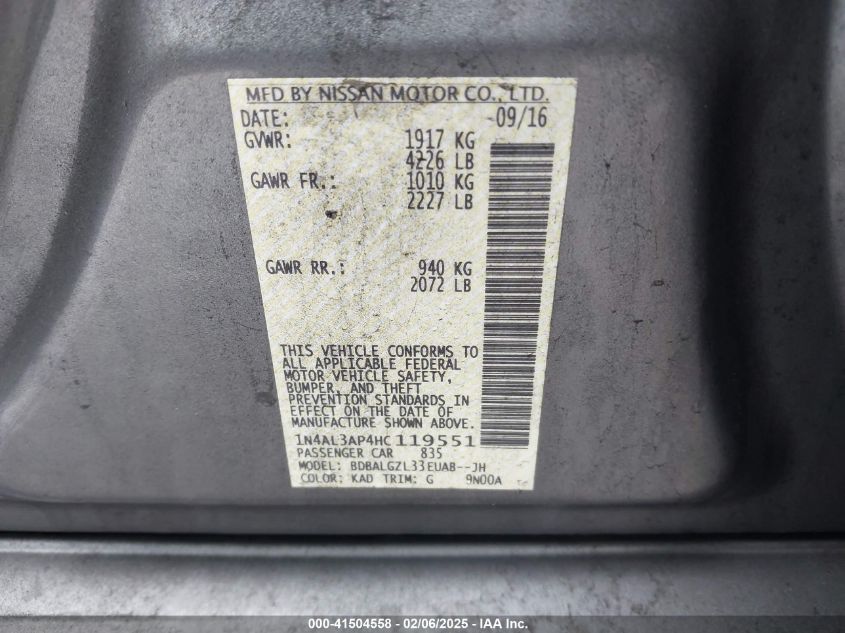 MFD BY NISSAN MOTOR CO., LTD.
DATE: 09/16
GVWR: 1917 KG
4226 LB
GAWR FR.: 1010 KG
2227 LB
GAWR RR.: 940 KG
2072 LB
THIS VEHICLE CONFORMS TO
ALL APPLICABLE FEDERAL
MOTOR VEHICLE SAFETY,
BUMPER, AND THEFT
PREVENTION STANDARDS IN
EFFECT ON THE DATE OF
MANUFACTURE SHOWN ABOVE.
1N4AL3AP4HC119551
PASSENGER CAR 835
MODEL: BDBALGZL33EUAB--JH
COLOR: KAD TRIM: G 9N00A
000-41504558 - 02/06/2025 - IAA Inc.